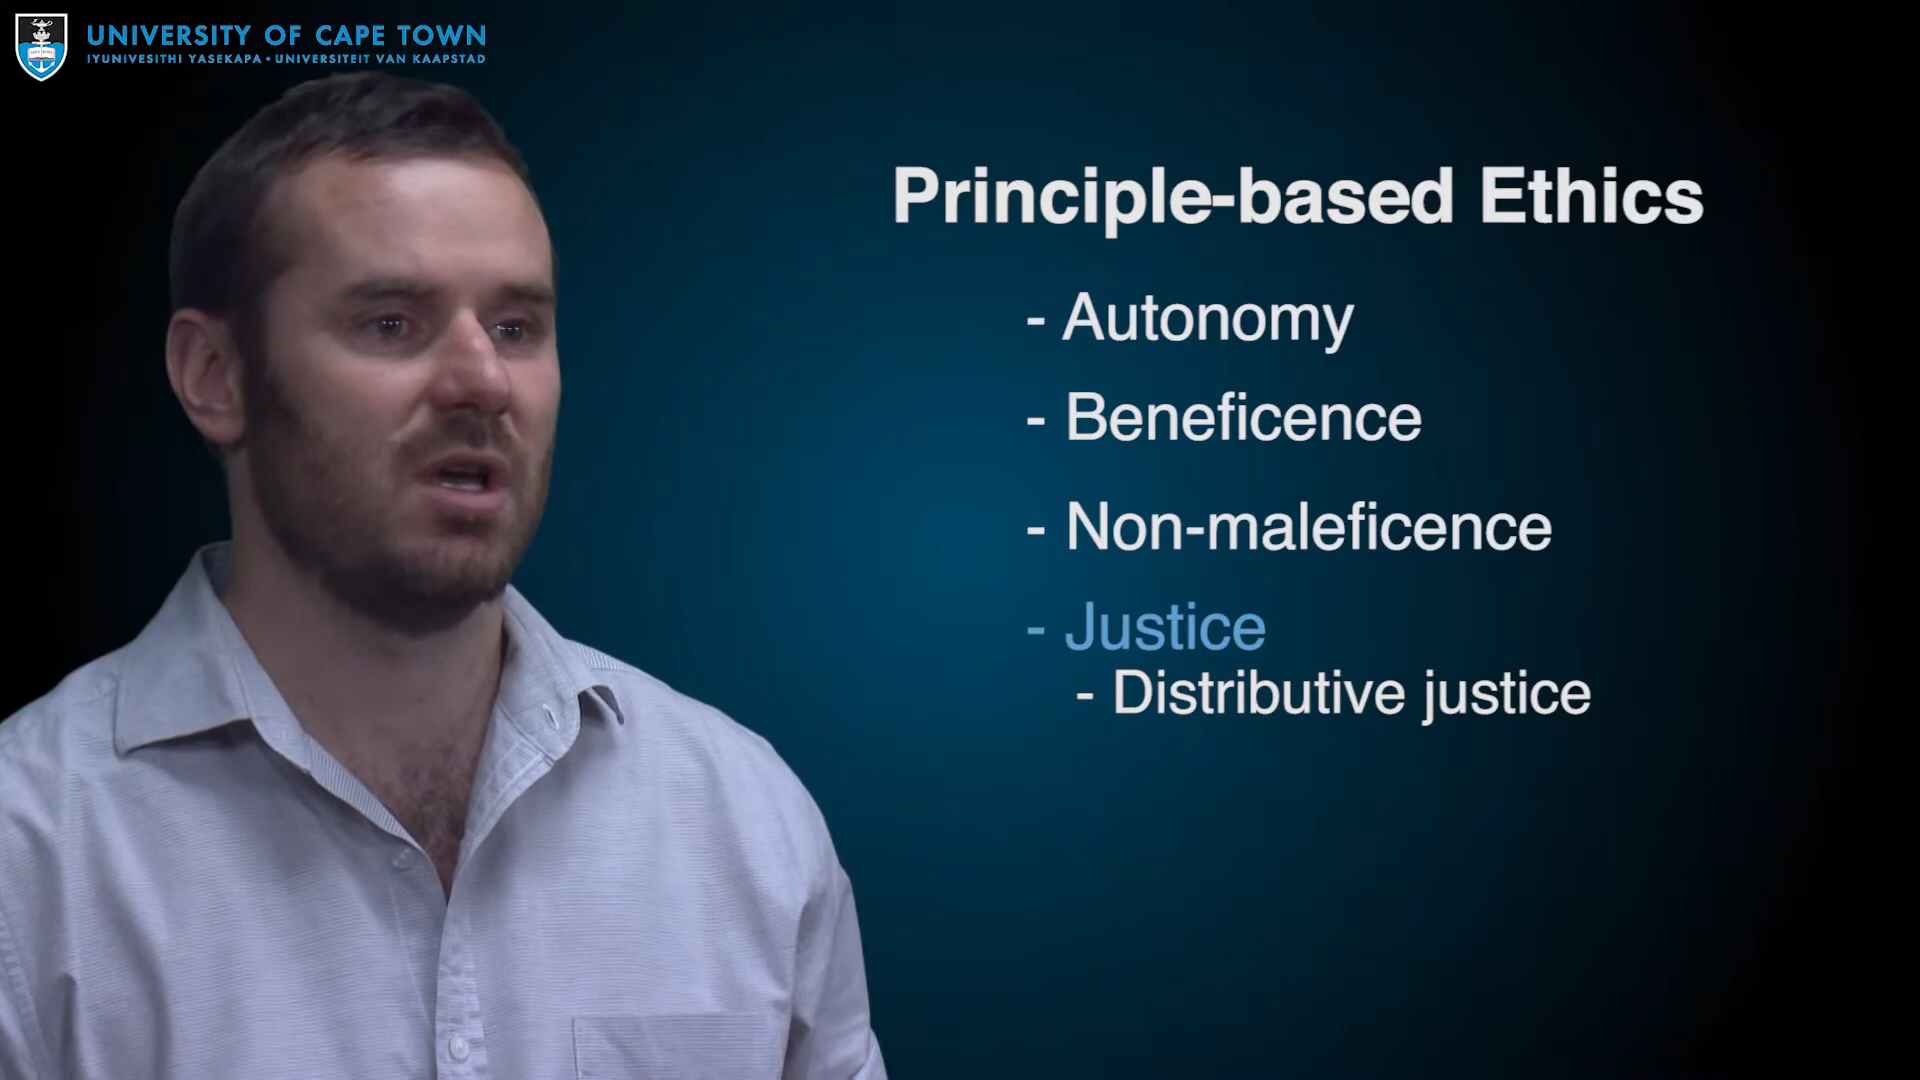 UNIVERSITY OF CAPE TOWN
IYUNIVESITHI YASEKAPA • UNIVERSITEIT VAN KAAPSTAD
Principle-based Ethics
- Autonomy
- Beneficence
- Non-maleficence
- Justice
- Distributive justice